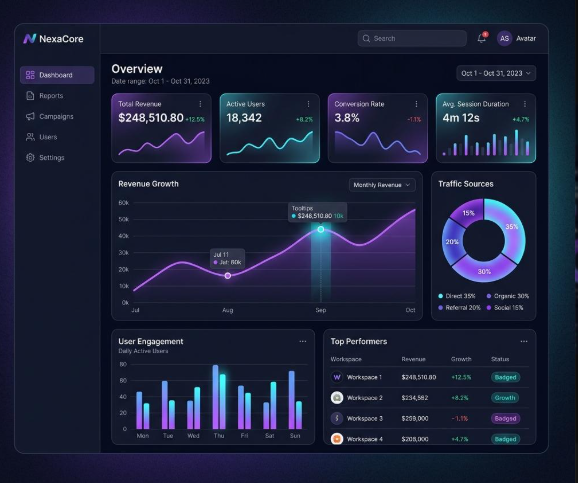 NexaCore
Search
AS Avatar
Dashboard
Reports
Campaigns
Users
Settings
Overview
Date range: Oct 1 - Oct 31, 2023
Oct 1 - Oct 31, 2023
Total Revenue
$248,510.80 +12.5%
Active Users
18,342 +8.2%
Conversion Rate
3.8% -1.1%
Avg. Session Duration
4m 12s +4.7%
Revenue Growth
Monthly Revenue
60k
50k
40k
30k
20k
10k
0k
Jul 11
Tooltips
$248,510.80 10k
Jul Aug Sep Oct
Traffic Sources
15%
35%
20%
30%
Direct 35% Organic 30%
Referral 20% Social 15%
User Engagement
Daily Active Users
80
60
40
20
0
Mon Tue Wed Thu Fri Sat Sun
Top Performers
Workspace Revenue Growth Status
Workspace 1 $248,510.80 +12.5% Badged
Workspace 2 $234,592 +8.2% Growth
Workspace 3 $259,000 -1.1% Badged
Workspace 4 $208,000 +4.7% Badged